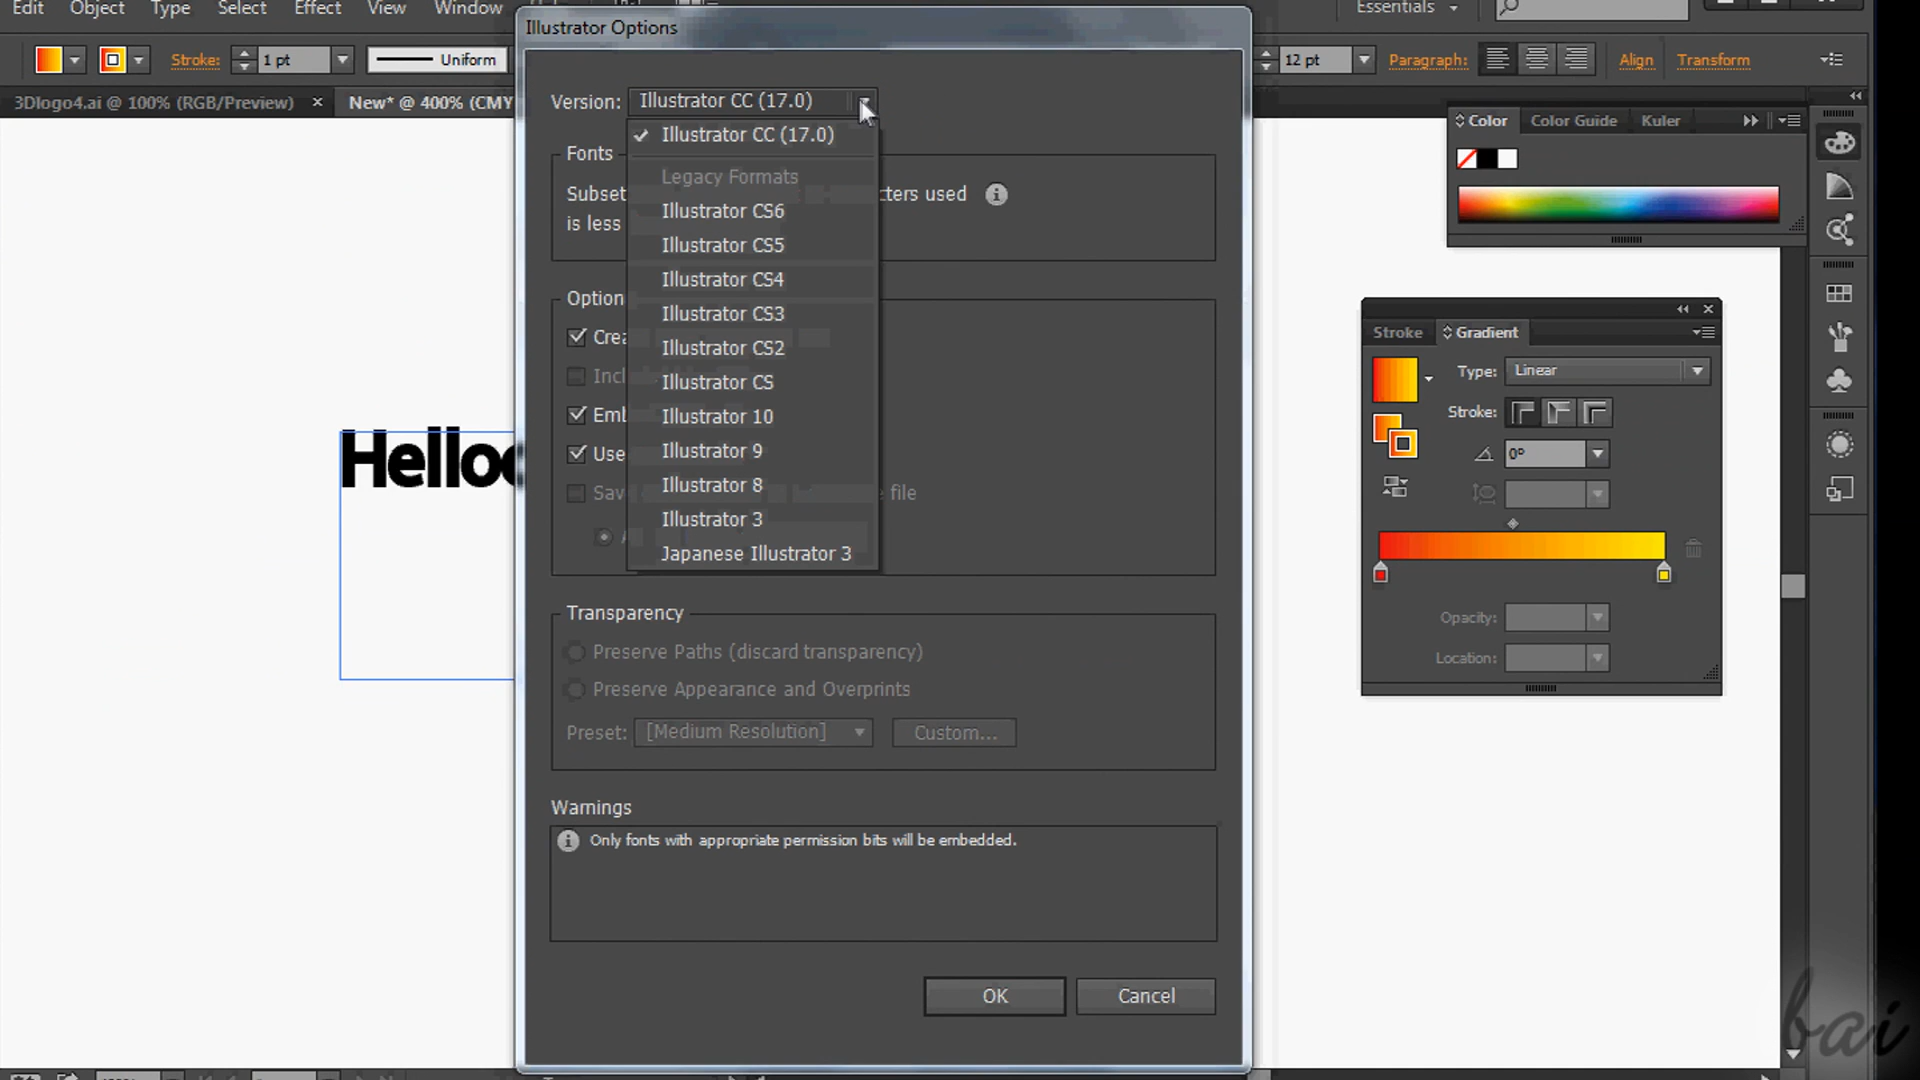 Edit Object Type Select Effect View Window
Illustrator Options
Essentials
Stroke: 1 pt Uniform
12 pt Paragraph: Align Transform
3Dlogo4.ai @ 100% (RGB/Preview) × New* @ 400% (CMY
Version: Illustrator CC (17.0)
Illustrator CC (17.0)
Legacy Formats
Illustrator CS6
Illustrator CS5
Illustrator CS4
Illustrator CS3
Illustrator CS2
Illustrator CS
Illustrator 10
Illustrator 9
Illustrator 8
Illustrator 3
Japanese Illustrator 3
Fonts
Subset cters used
is less
Option
Crea
Incl
Emb
Use
Sav e file
A
Transparency
Preserve Paths (discard transparency)
Preserve Appearance and Overprints
Preset: [Medium Resolution] Custom...
Warnings
Only fonts with appropriate permission bits will be embedded.
OK Cancel
Color Color Guide Kuler
Stroke Gradient
Type: Linear
Stroke:
0°
Opacity:
Location:
Helloc
bai